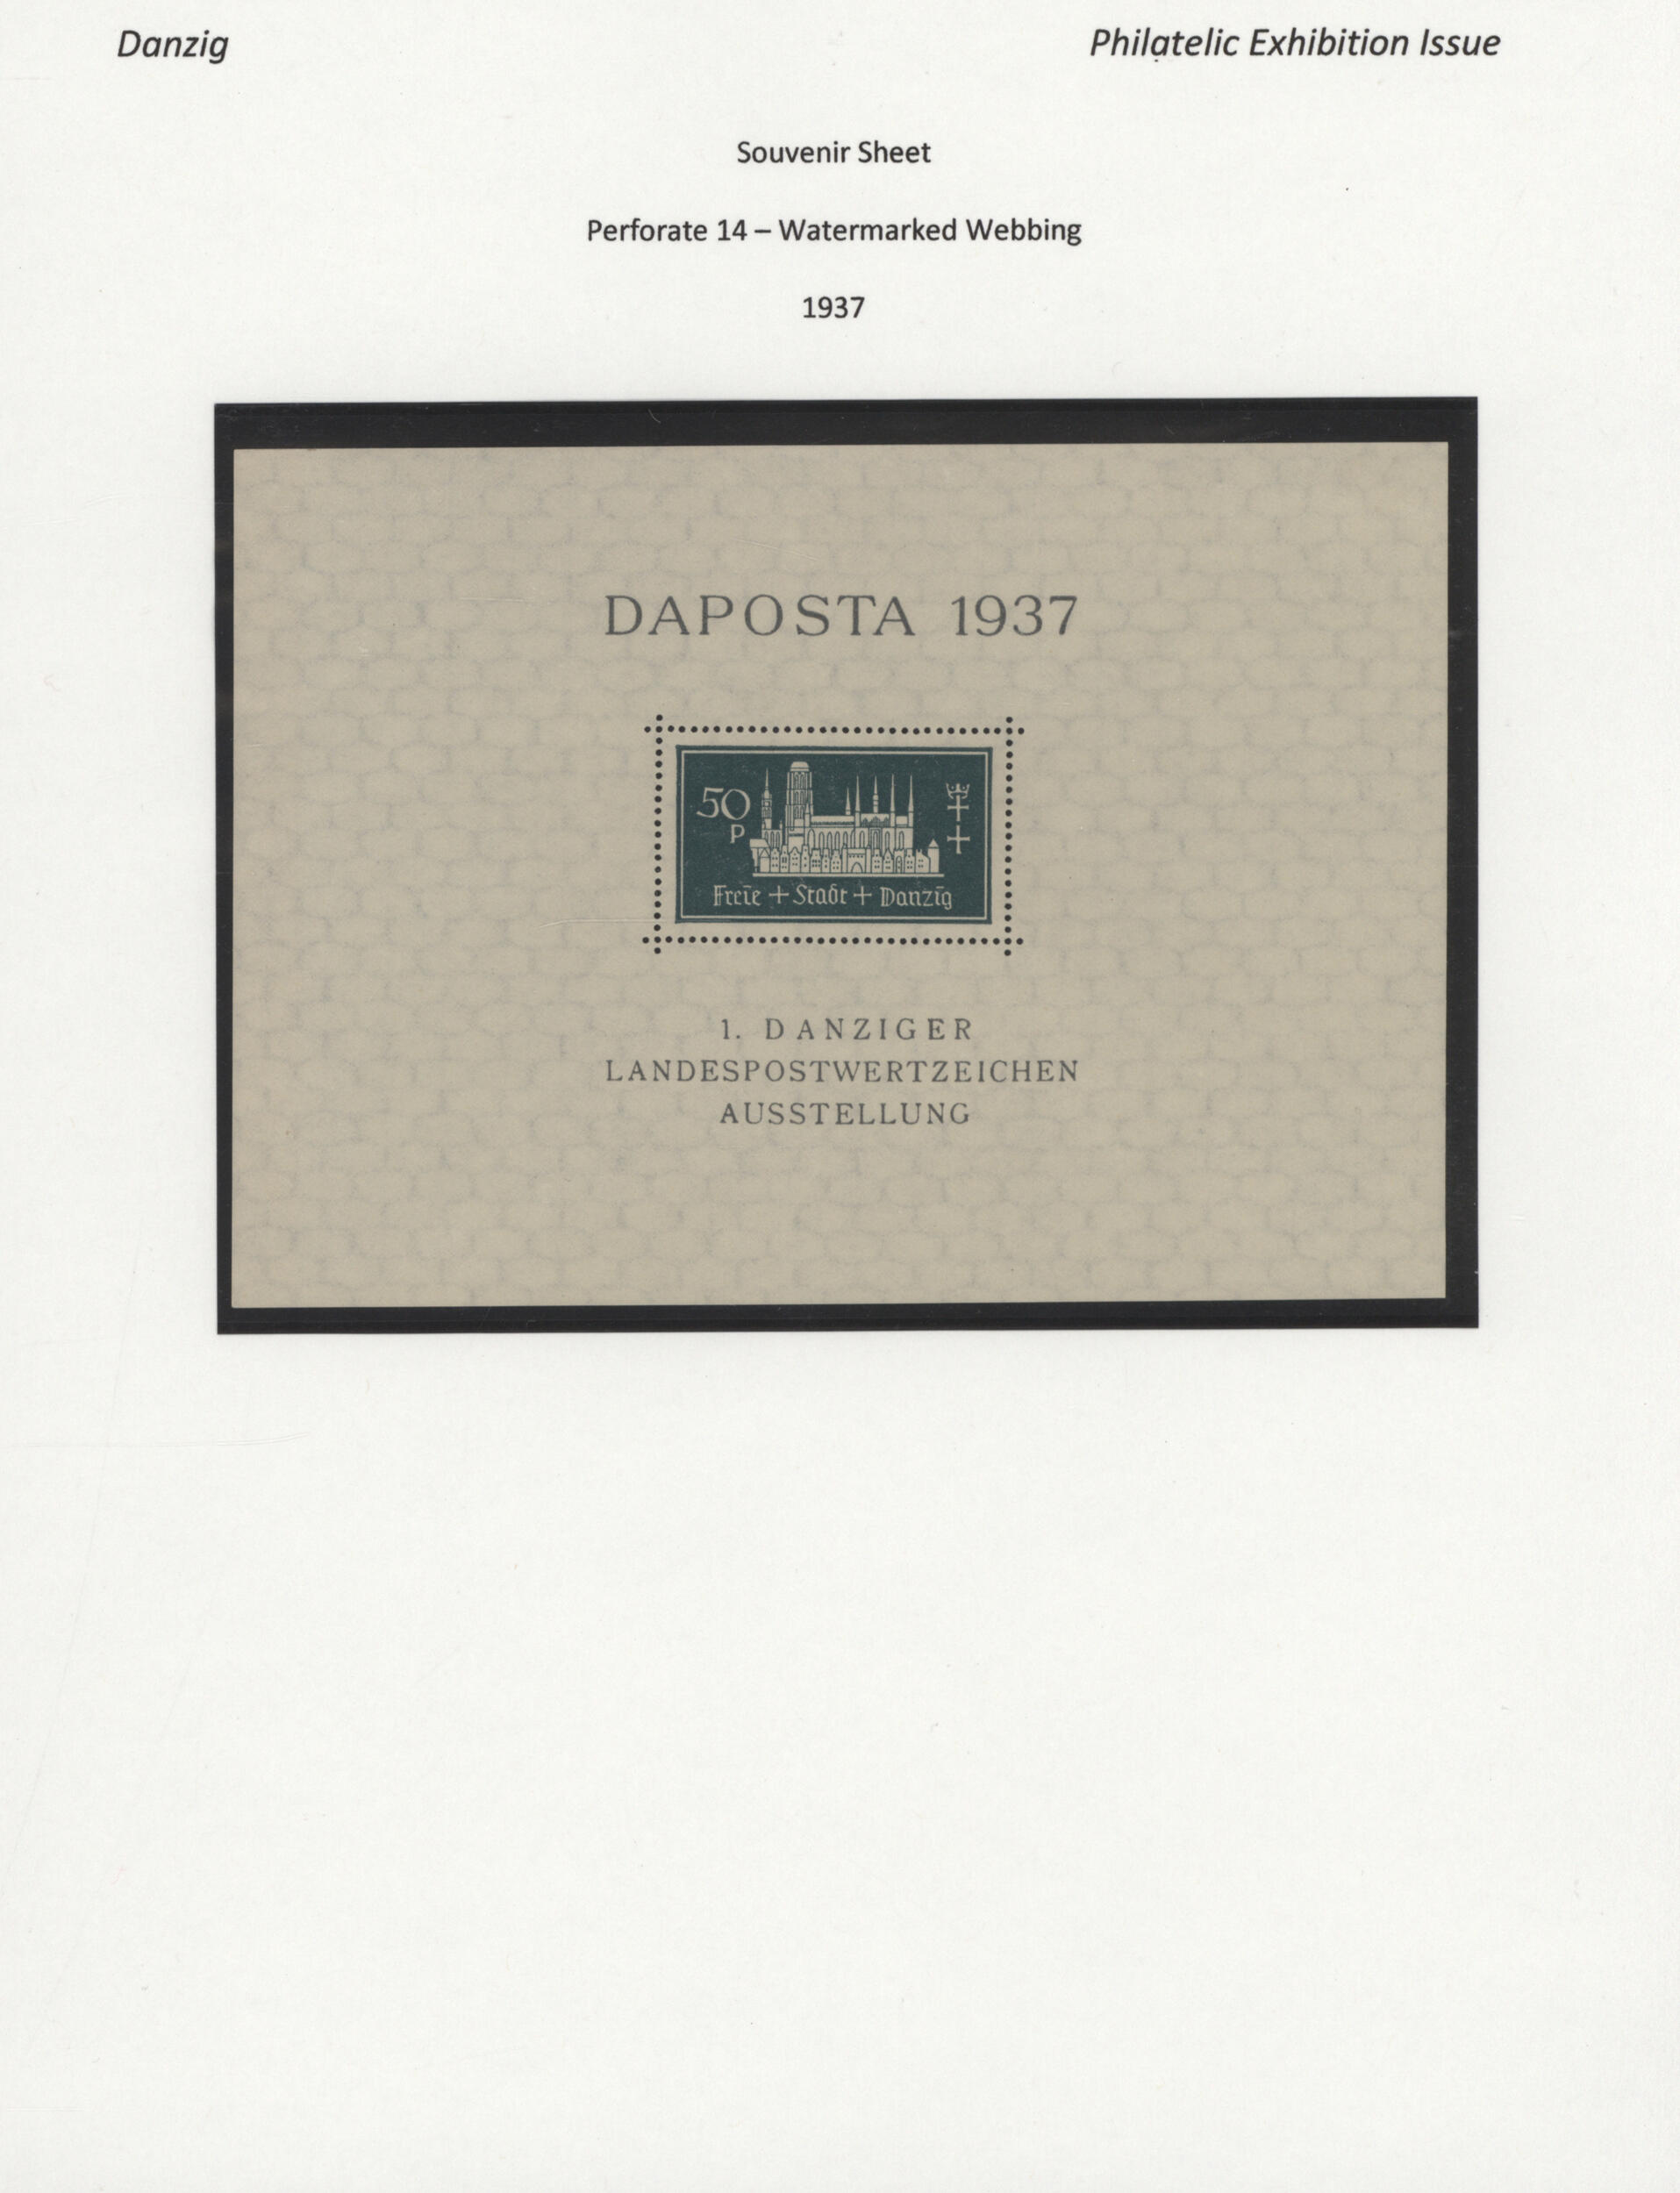 Danzig
Philatelic Exhibition Issue
Souvenir Sheet
Perforate 14 – Watermarked Webbing
1937
DAPOSTA 1937
50
P
Freie + Stadt + Danzig
1. DANZIGER
LANDESPOSTWERTZEICHEN
AUSSTELLUNG